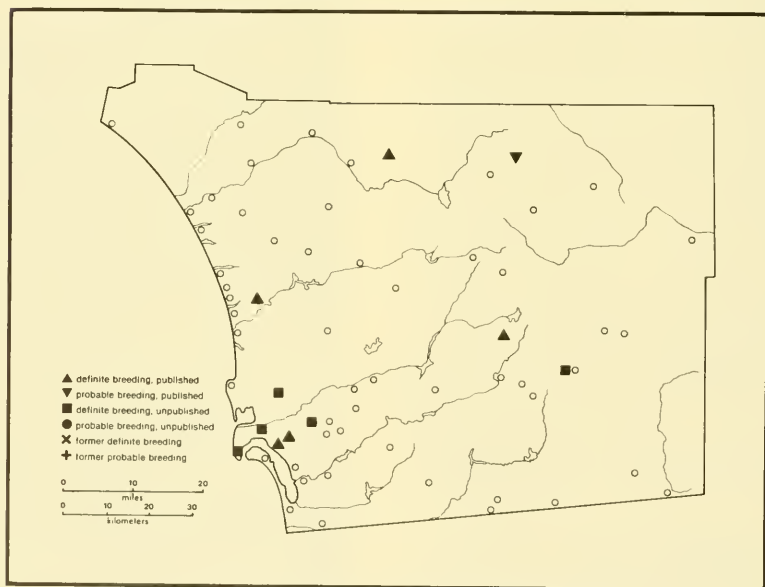 definite breeding, published
probable breeding, published
definite breeding, unpublished
probable breeding, unpublished
former definite breeding
former probable breeding
0 10 20
miles
0 10 20 30
kilometers